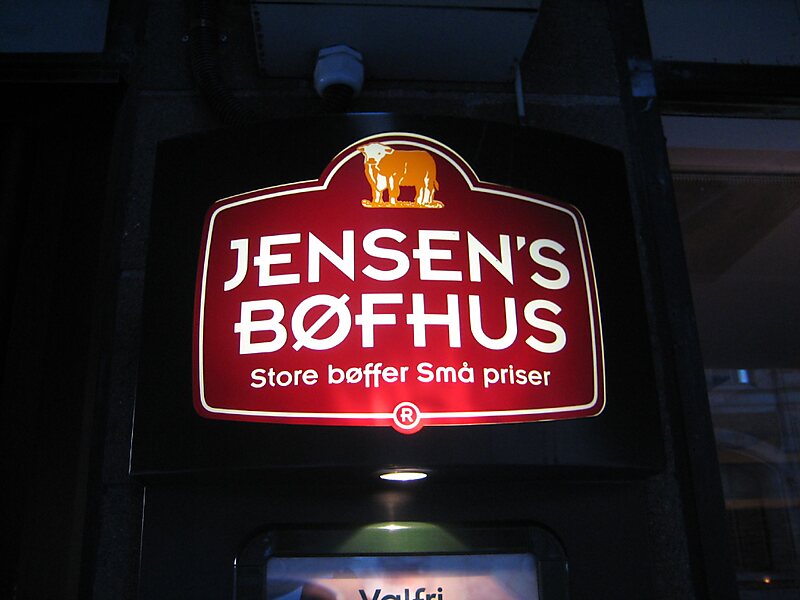 JENSEN'S
BØFHUS
Store bøffer Små priser
®
Valfri